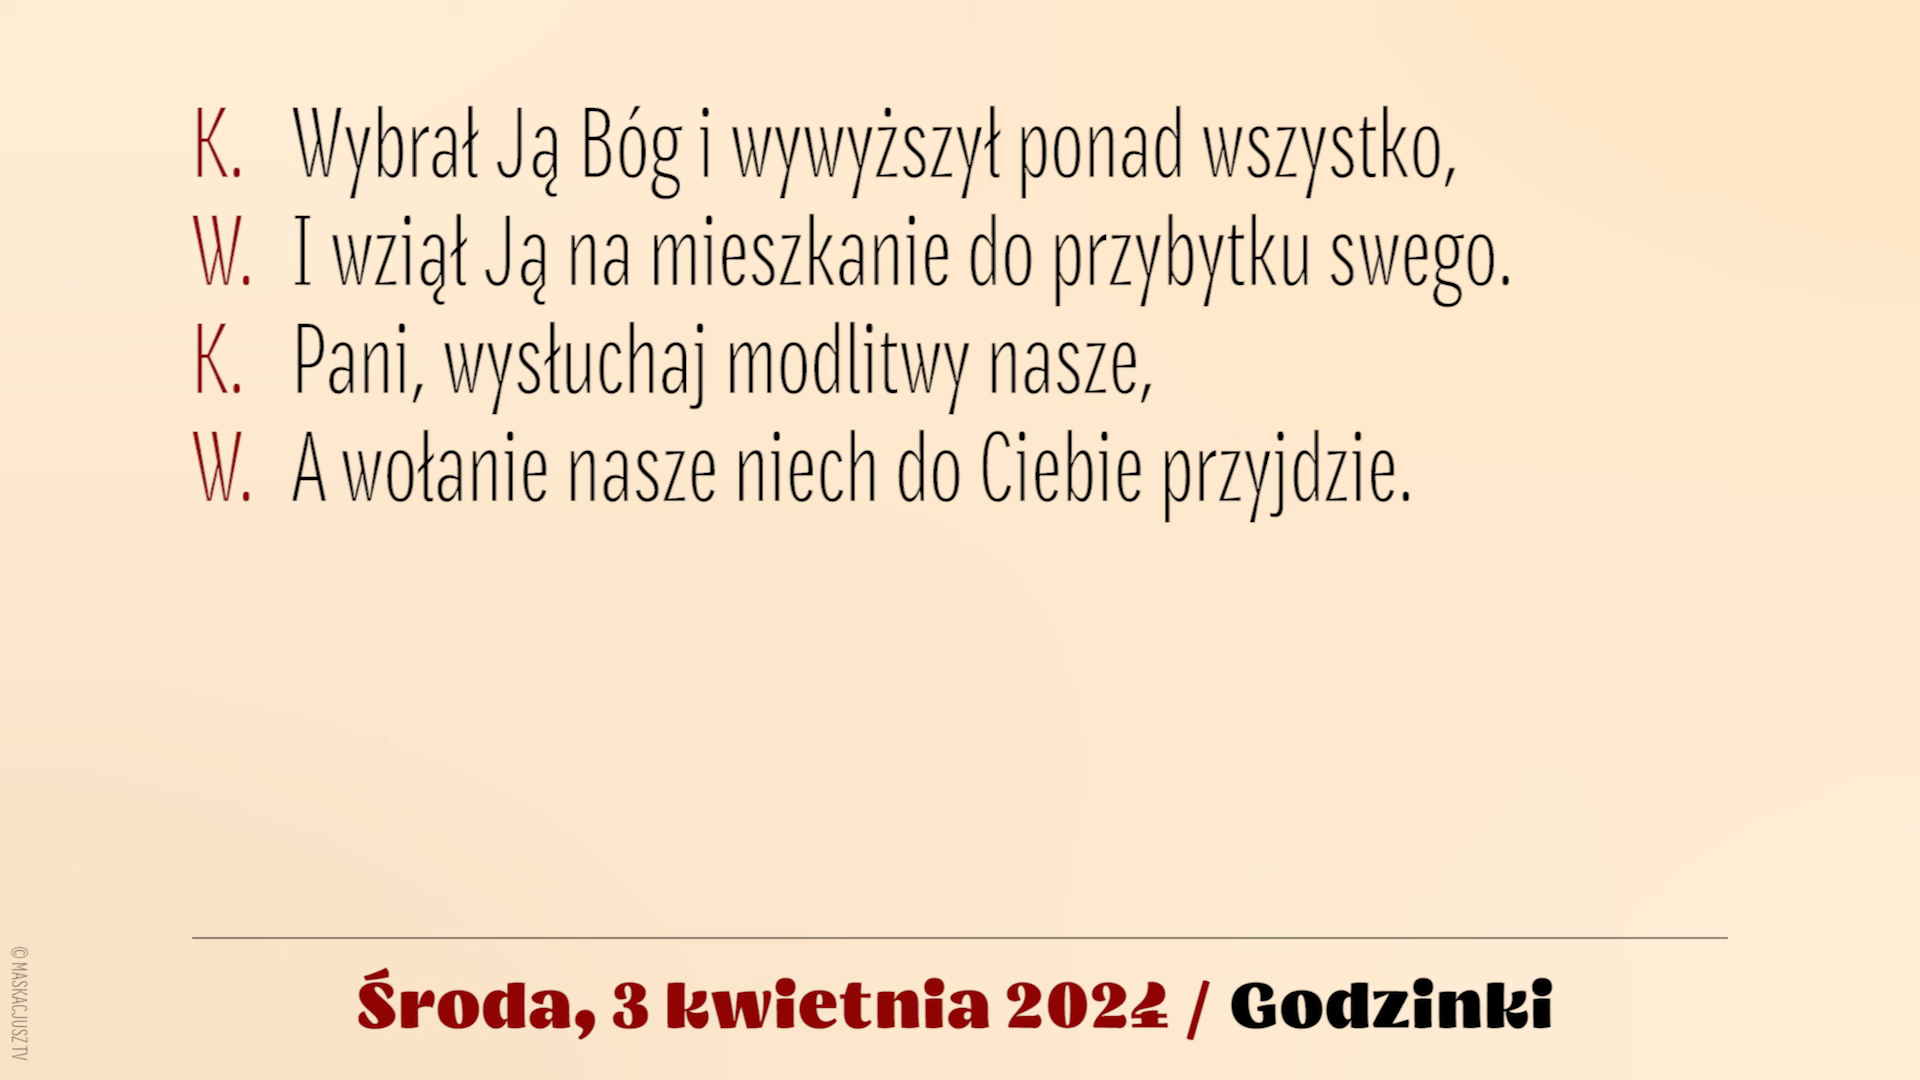 K. Wybrał Ją Bóg i wywyższył ponad wszystko,
W. I wziął Ją na mieszkanie do przybytku swego.
K. Pani, wysłuchaj modlitwy nasze,
W. A wołanie nasze niech do Ciebie przyjdzie.
Środa, 3 kwietnia 2024 / Godzinki
© MASKACJUSZ TV